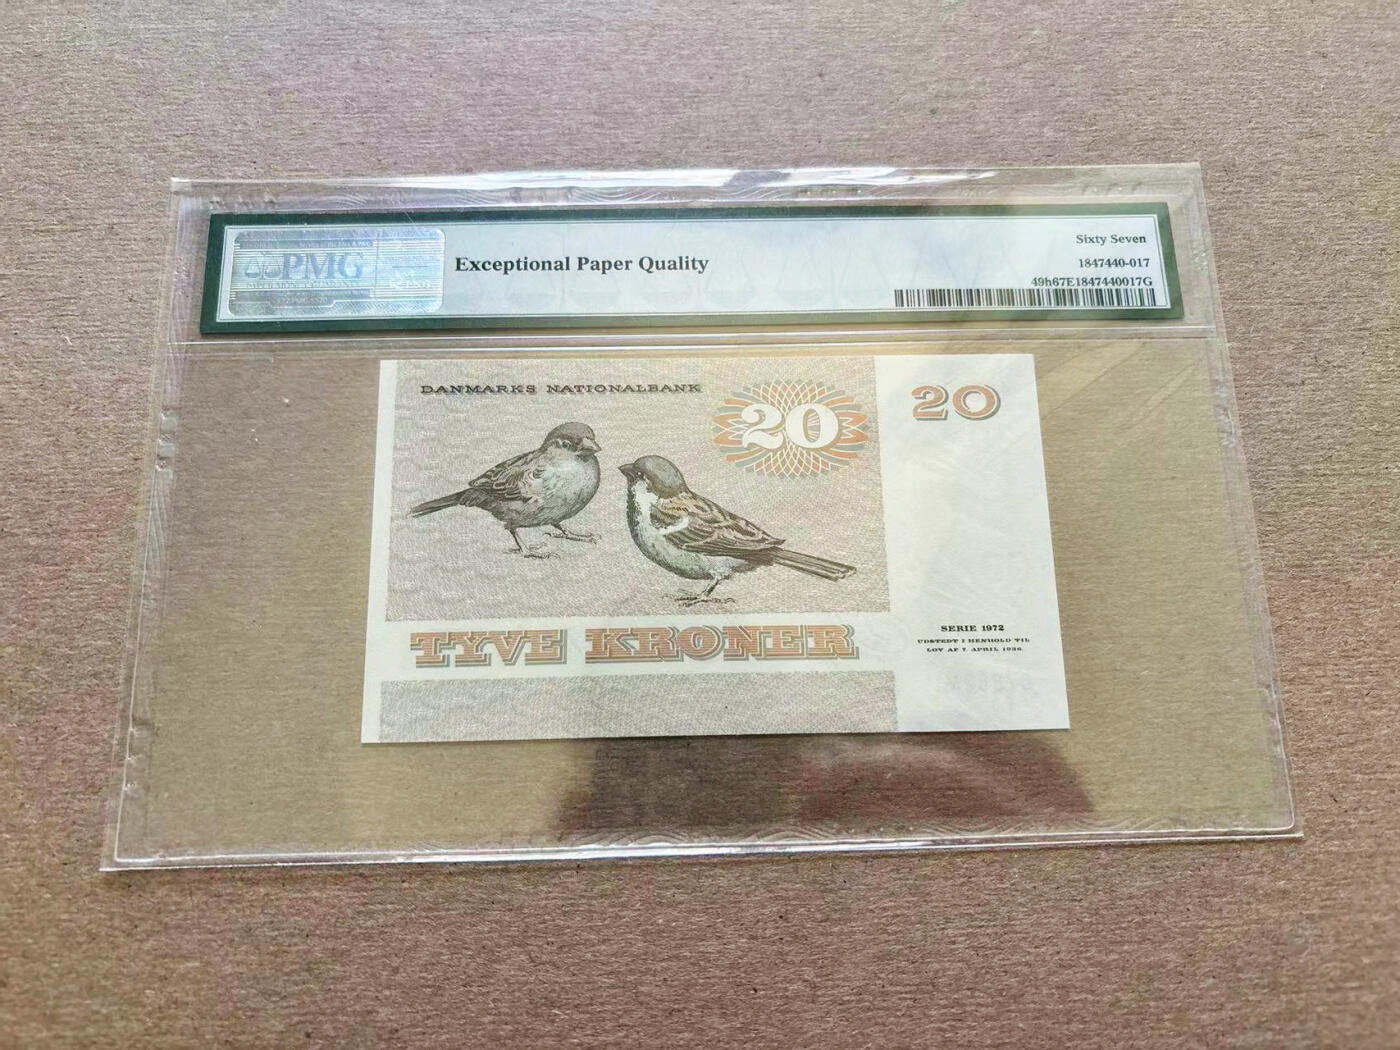 PMG
Exceptional Paper Quality
Sixty Seven
1847440-017
49h67E1847440017G
DANMARKS NATIONALBANK
20
20
TYVE KRONER
SERIE 1972
UDSTEDT I HENHOLD TIL
LOV AF 7. APRIL 1936